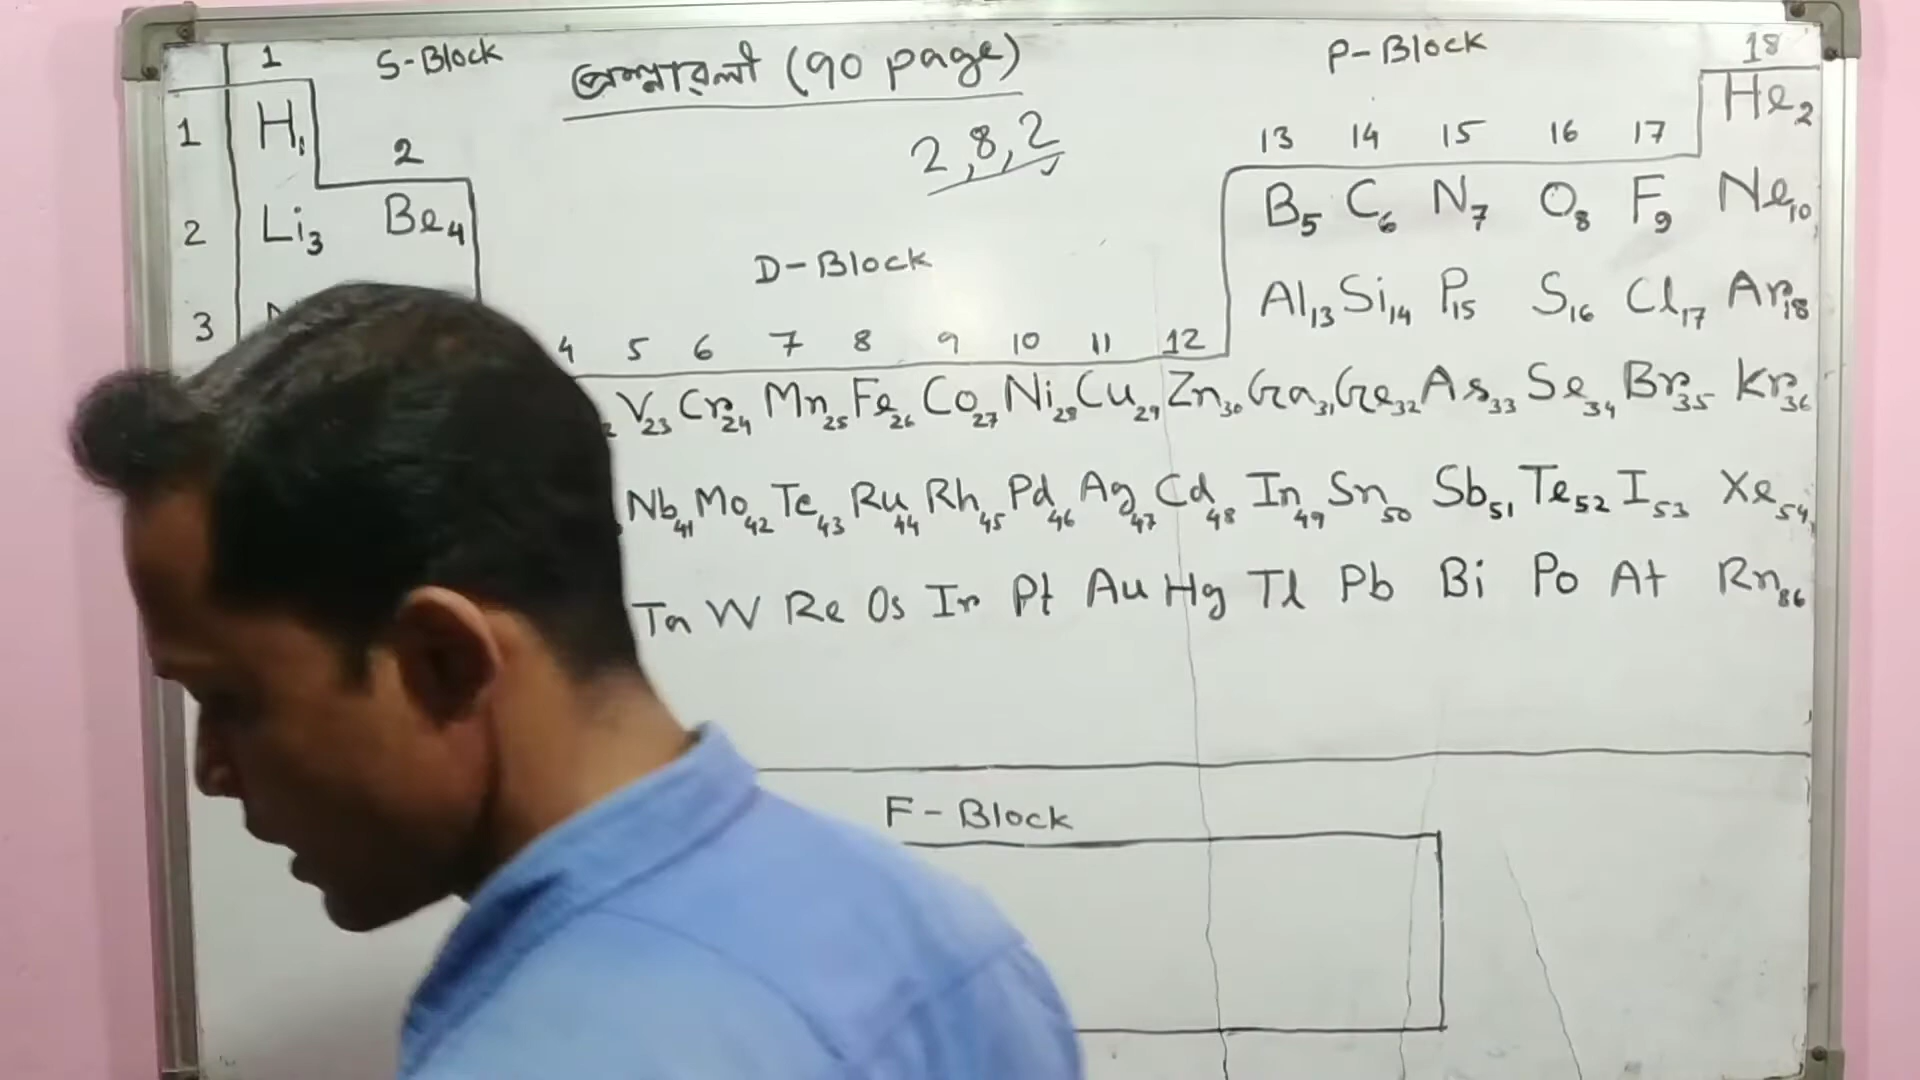 1 S-Block প্রশ্নাবলী (90 page) P-Block 18
1 H1 2 2,8,2 13 14 15 16 17 He2
2 Li3 Be4 B5 C6 N7 O8 F9 Ne10
D-Block
3 Al13 Si14 P15 S16 Cl17 Ar18
4 5 6 7 8 9 10 11 12
V23 Cr24 Mn25 Fe26 Co27 Ni28 Cu29 Zn30 Ga31 Ge32 As33 Se34 Br35 Kr36
Nb41 Mo42 Tc43 Ru44 Rh45 Pd46 Ag47 Cd48 In49 Sn50 Sb51 Te52 I53 Xe54
Ta W Re Os Ir Pt Au Hg Tl Pb Bi Po At Rn86
F-Block